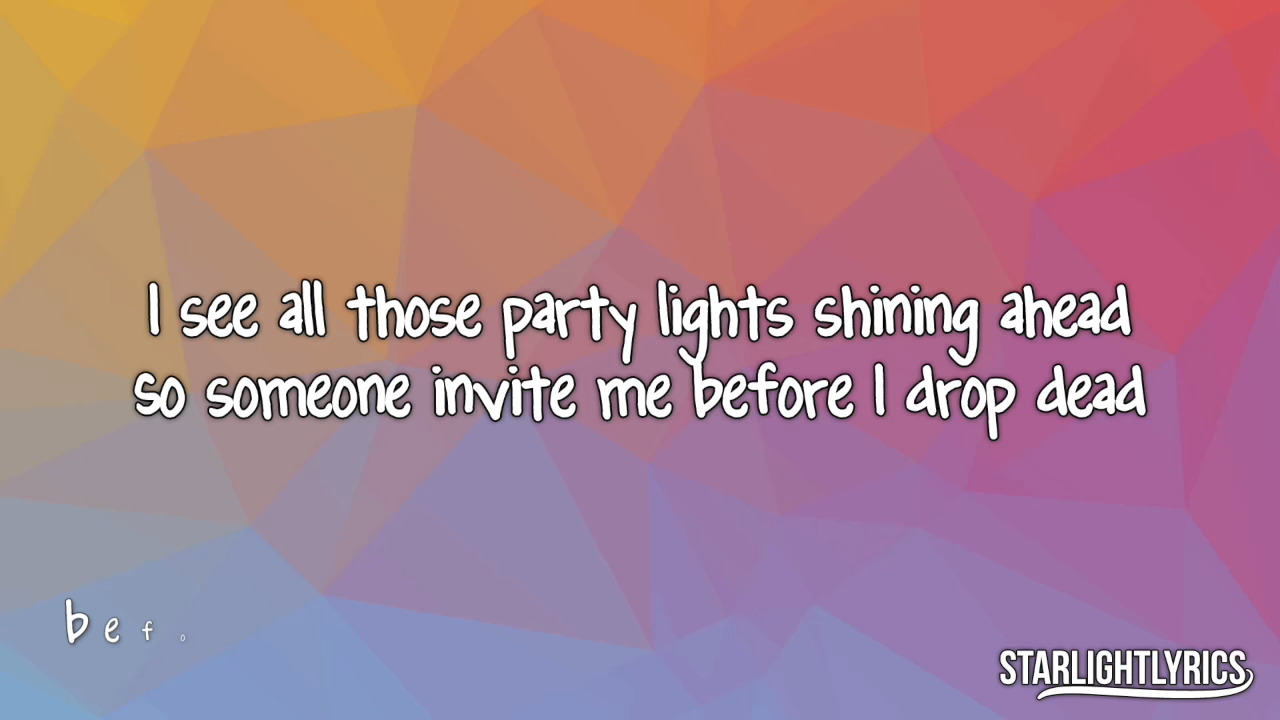 I see all those party lights shining ahead
so someone invite me before I drop dead
b e f o
STARLIGHTLYRICS